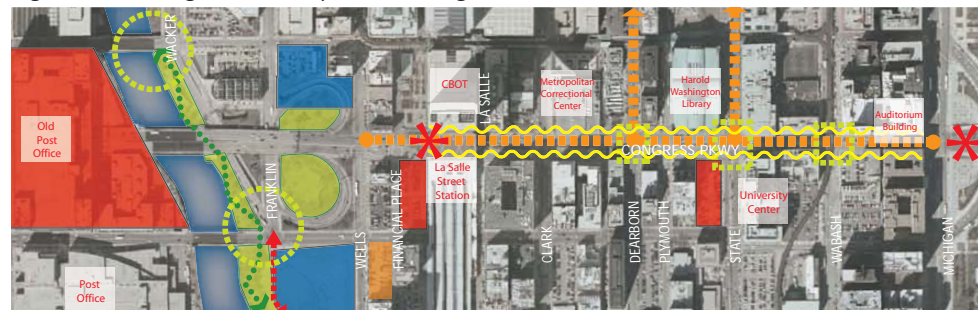 WACKER
Old
Post
Office
Post
Office
FRANKLIN
WELLS
FINANCIAL PLACE
CBOT
LA SALLE
La Salle
Street
Station
Metropolitan
Correctional
Center
CLARK
DEARBORN
PLYMOUTH
Harold
Washington
Library
CONGRESS PKWY
STATE
University
Center
WABASH
Auditorium
Building
MICHIGAN